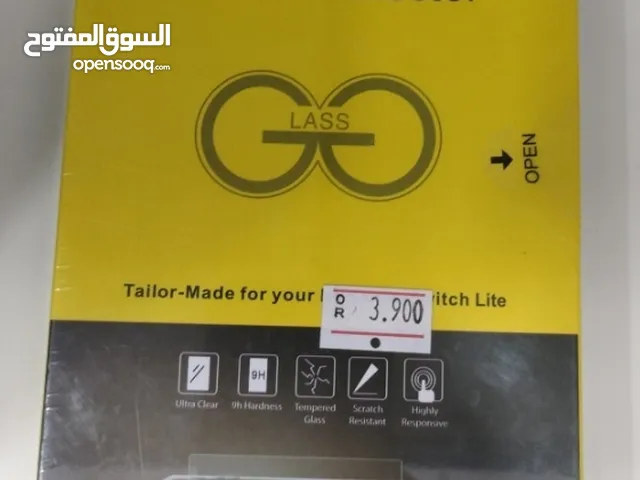 السوق المفتوح
opensooq.com
LASS
OPEN
Tailor-Made for your
witch Lite
OR 3.900
Ultra Clear
9H
9h Hardness
Tempered Glass
Scratch Resistant
Highly Responsive